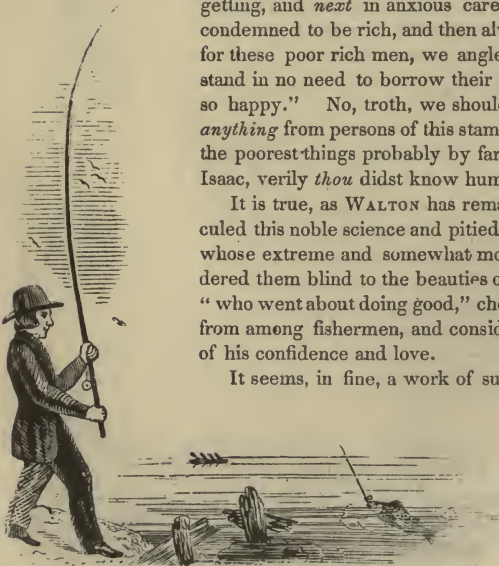 getting, and next in anxious care
condemned to be rich, and then al
for these poor rich men, we angle
stand in no need to borrow their
so happy." No, troth, we shoul
anything from persons of this stam
the poorest things probably by far
Isaac, verily thou didst know hum
It is true, as WALTON has rema
culed this noble science and pitied
whose extreme and somewhat mo
dered them blind to the beauties o
" who went about doing good," cho
from among fishermen, and consid
of his confidence and love.
It seems, in fine, a work of su